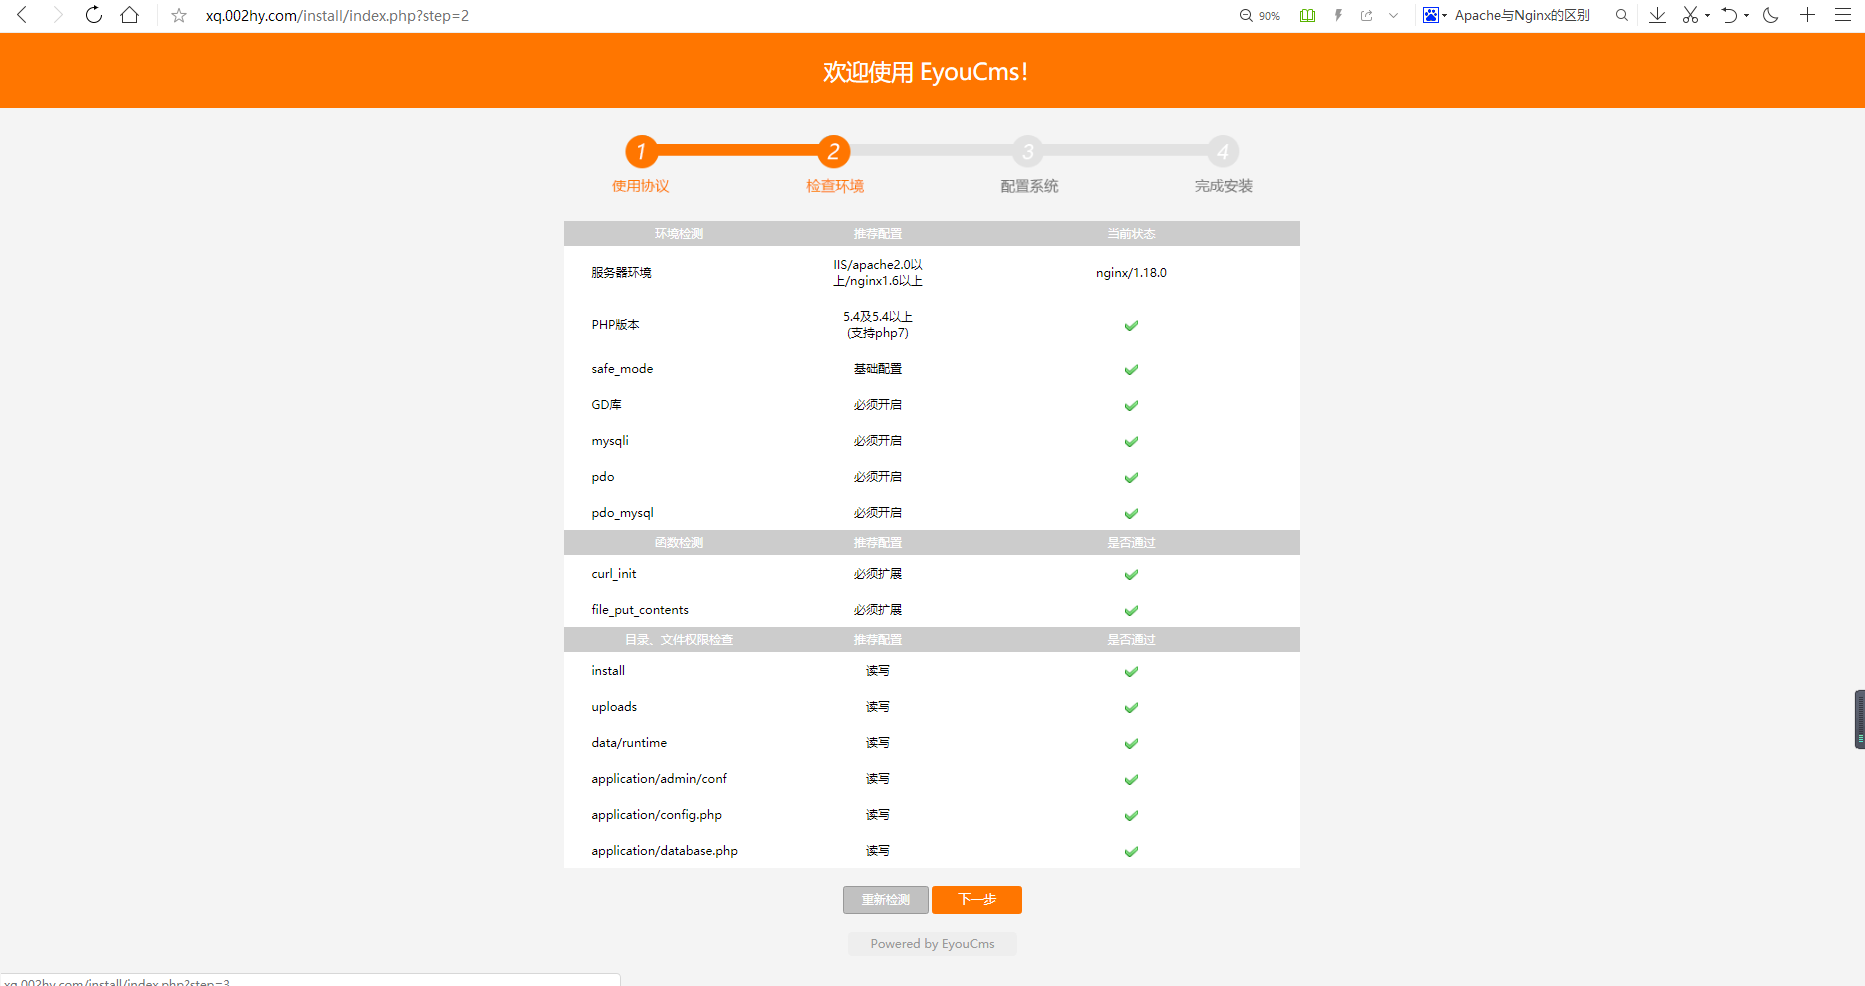 xq.002hy.com/install/index.php?step=2
90%
Apache与Nginx的区别
欢迎使用 EyouCms!
1 2 3 4
使用协议 检查环境 配置系统 完成安装
环境检测 推荐配置 当前状态
服务器环境 IIS/apache2.0以上/nginx1.6以上 nginx/1.18.0
PHP版本 5.4及5.4以上
(支持php7)
safe_mode 基础配置
GD库 必须开启
mysqli 必须开启
pdo 必须开启
pdo_mysql 必须开启
函数检测 推荐配置 是否通过
curl_init 必须扩展
file_put_contents 必须扩展
目录、文件权限检查 推荐配置 是否通过
install 读写
uploads 读写
data/runtime 读写
application/admin/conf 读写
application/config.php 读写
application/database.php 读写
重新检测 下一步
Powered by EyouCms
xq.002hy.com/install/index.php?step=3